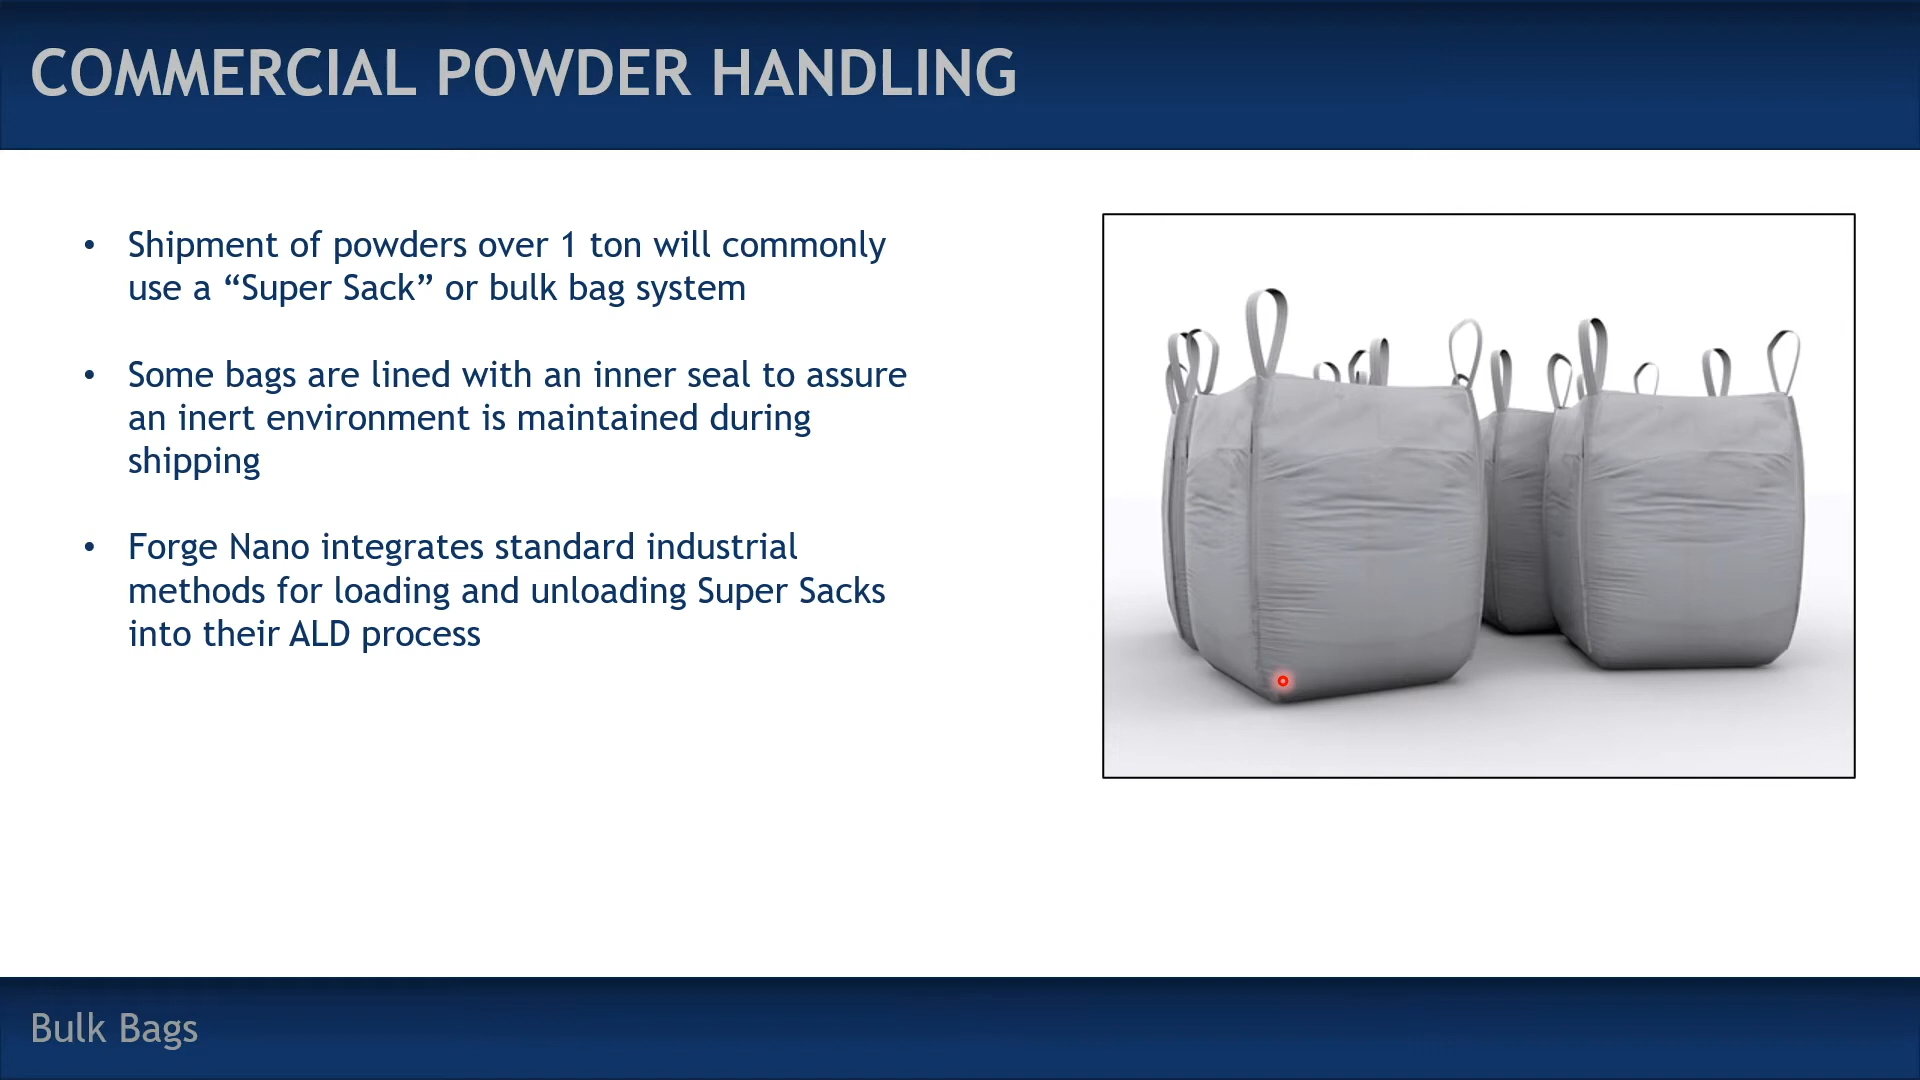 COMMERCIAL POWDER HANDLING
• Shipment of powders over 1 ton will commonly
use a “Super Sack” or bulk bag system
• Some bags are lined with an inner seal to assure
an inert environment is maintained during
shipping
• Forge Nano integrates standard industrial
methods for loading and unloading Super Sacks
into their ALD process
Bulk Bags